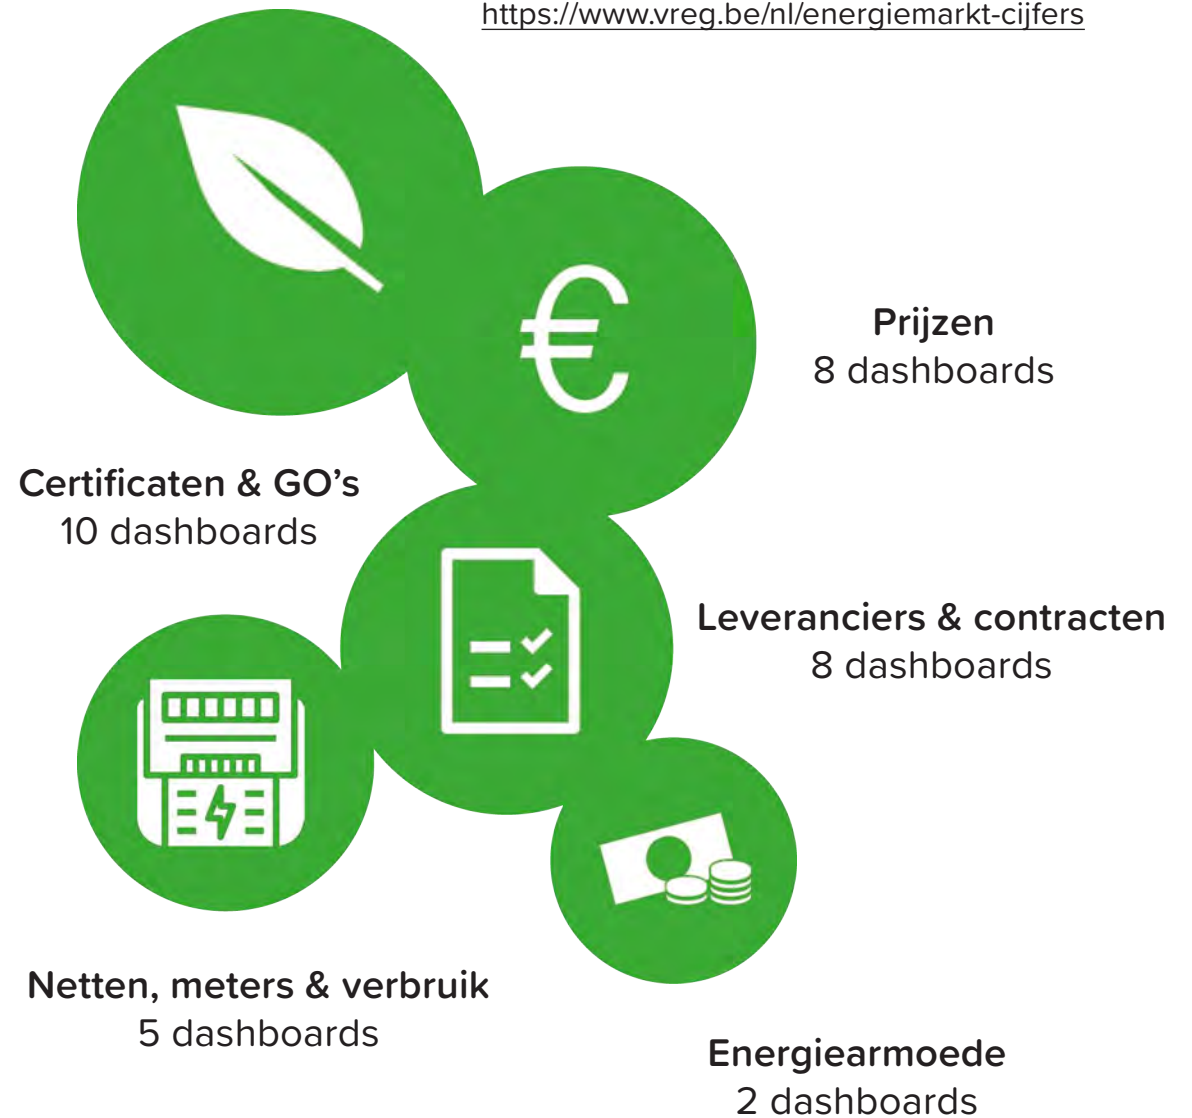 https://www.vreg.be/nl/energiemarkt-cijfers
Prijzen
8 dashboards
Certificaten & GO’s
10 dashboards
Leveranciers & contracten
8 dashboards
Netten, meters & verbruik
5 dashboards
Energiearmoede
2 dashboards